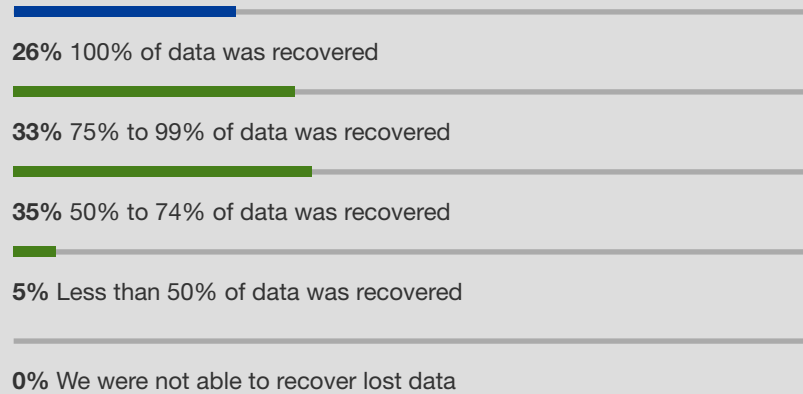 26% 100% of data was recovered
33% 75% to 99% of data was recovered
35% 50% to 74% of data was recovered
5% Less than 50% of data was recovered
0% We were not able to recover lost data